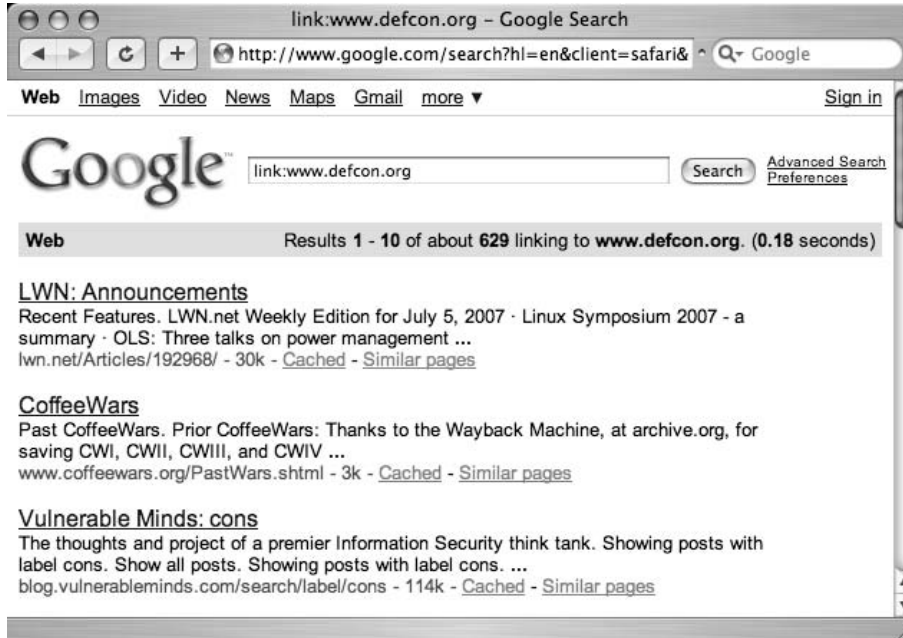 link:www.defcon.org – Google Search
http://www.google.com/search?hl=en&client=safari& Google
Web Images Video News Maps Gmail more ▼ Sign in
Google™ link:www.defcon.org Search Advanced Search
Preferences
Web Results 1 - 10 of about 629 linking to www.defcon.org. (0.18 seconds)
LWN: Announcements
Recent Features. LWN.net Weekly Edition for July 5, 2007 · Linux Symposium 2007 - a
summary · OLS: Three talks on power management ...
lwn.net/Articles/192968/ - 30k - Cached - Similar pages
CoffeeWars
Past CoffeeWars. Prior CoffeeWars: Thanks to the Wayback Machine, at archive.org, for
saving CWI, CWII, CWIII, and CWIV ...
www.coffeewars.org/PastWars.shtml - 3k - Cached - Similar pages
Vulnerable Minds: cons
The thoughts and project of a premier Information Security think tank. Showing posts with
label cons. Show all posts. Showing posts with label cons. ...
blog.vulnerableminds.com/search/label/cons - 114k - Cached - Similar pages